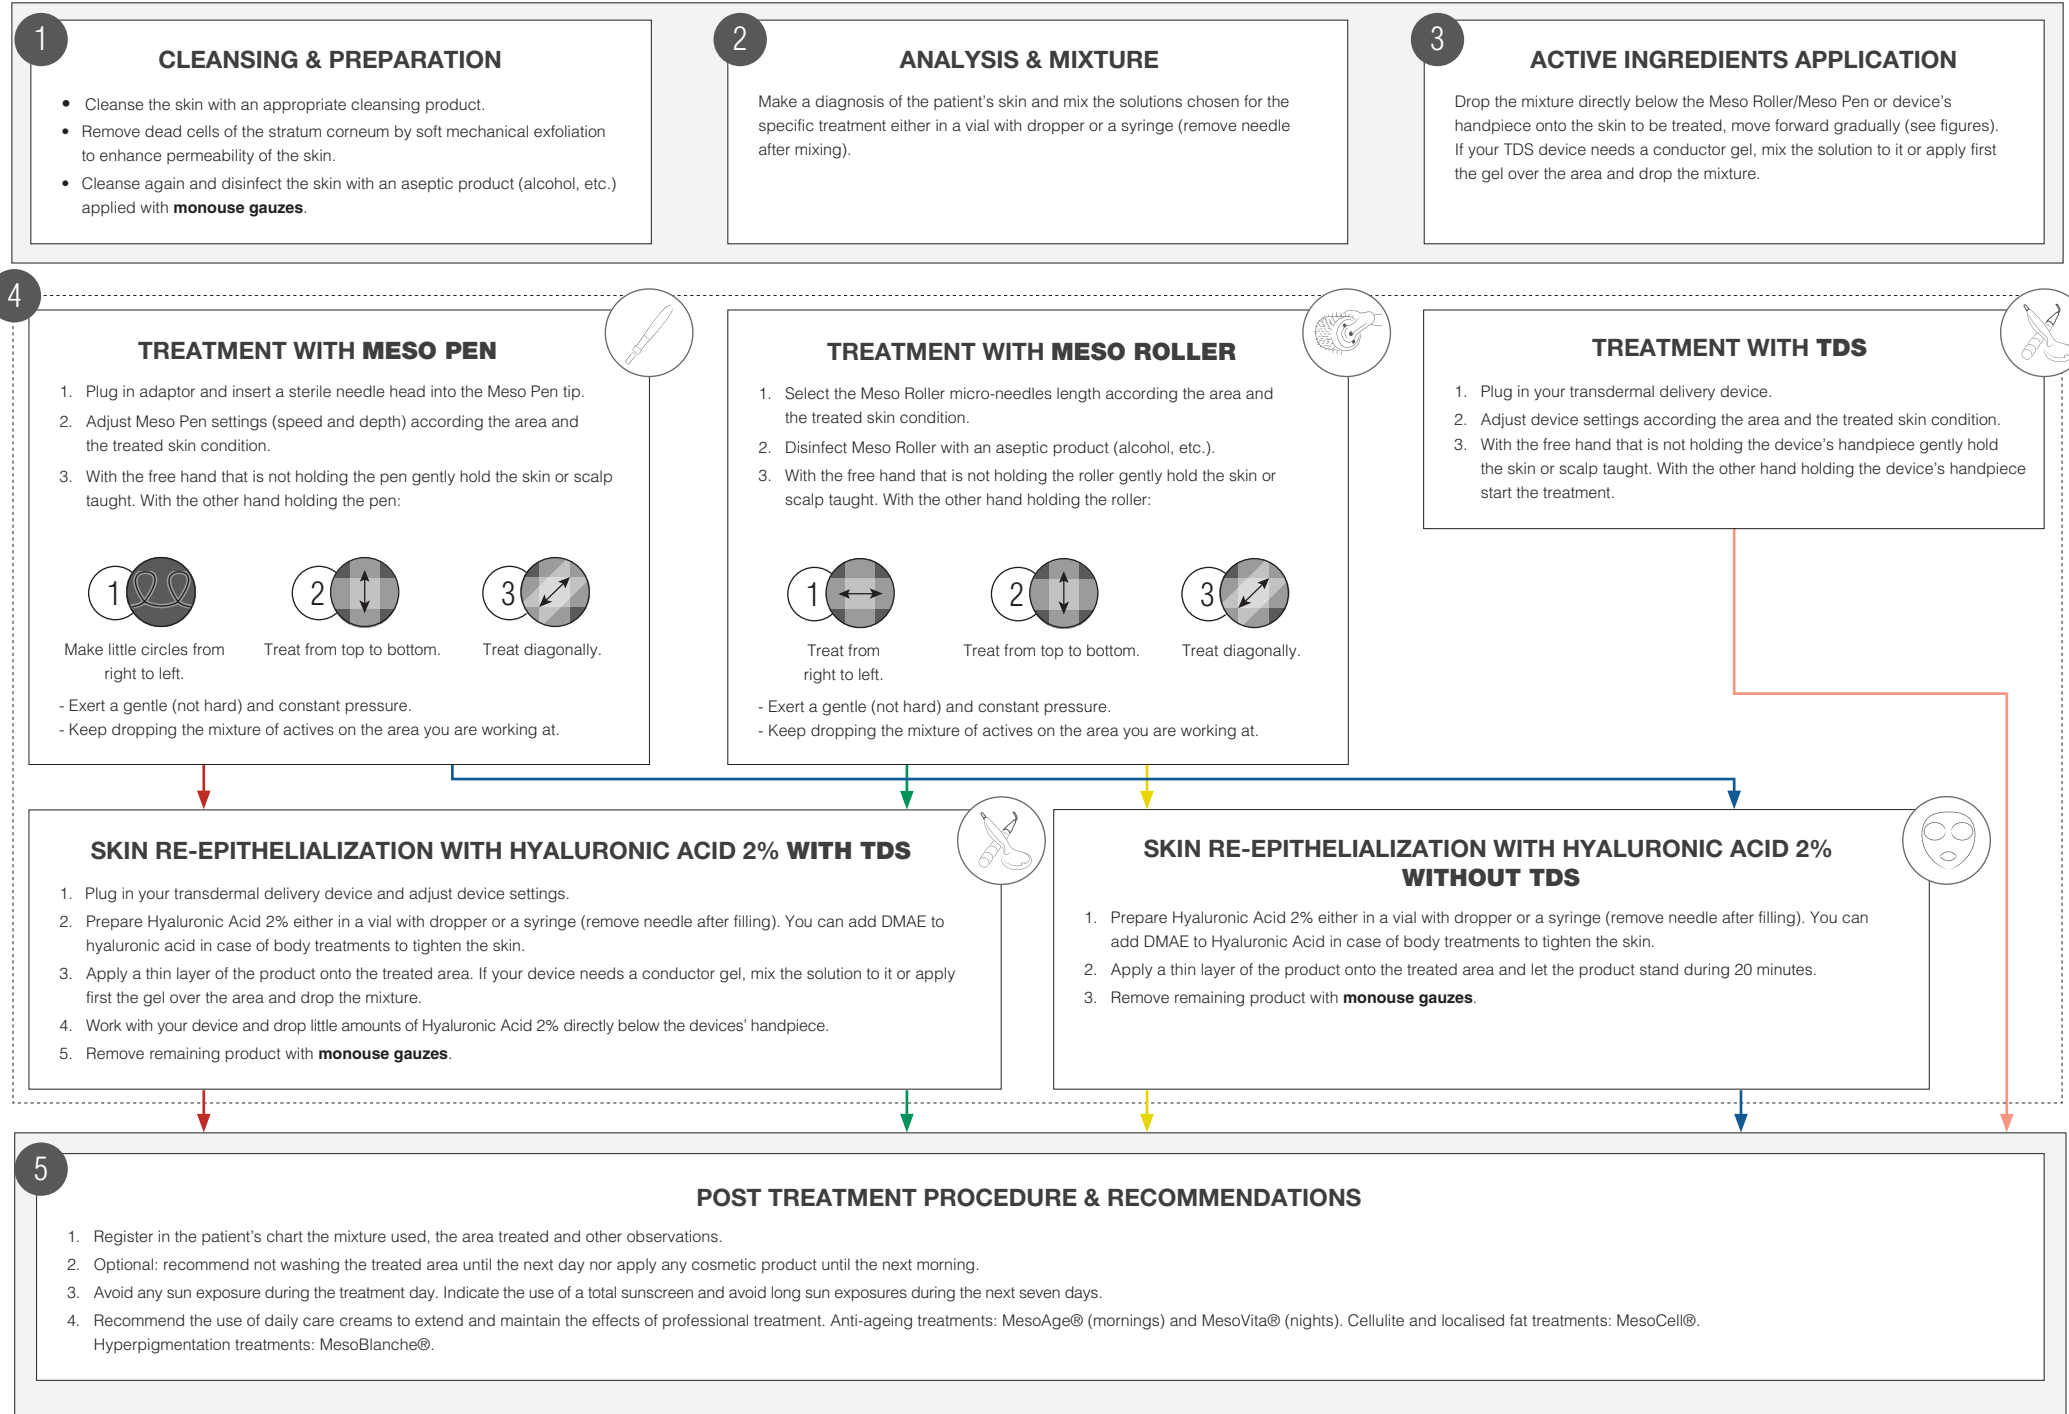 1
CLEANSING & PREPARATION
• Cleanse the skin with an appropriate cleansing product.
• Remove dead cells of the stratum corneum by soft mechanical exfoliation
to enhance permeability of the skin.
• Cleanse again and disinfect the skin with an aseptic product (alcohol, etc.)
applied with monouse gauzes.
2
ANALYSIS & MIXTURE
Make a diagnosis of the patient's skin and mix the solutions chosen for the
specific treatment either in a vial with dropper or a syringe (remove needle
after mixing).
3
ACTIVE INGREDIENTS APPLICATION
Drop the mixture directly below the Meso Roller/Meso Pen or device's
handpiece onto the skin to be treated, move forward gradually (see figures).
If your TDS device needs a conductor gel, mix the solution to it or apply first
the gel over the area and drop the mixture.
4
TREATMENT WITH MESO PEN
1. Plug in adaptor and insert a sterile needle head into the Meso Pen tip.
2. Adjust Meso Pen settings (speed and depth) according the area and
the treated skin condition.
3. With the free hand that is not holding the pen gently hold the skin or scalp
taught. With the other hand holding the pen:
1
2
3
Make little circles from
right to left.
Treat from top to bottom.
Treat diagonally.
- Exert a gentle (not hard) and constant pressure.
- Keep dropping the mixture of actives on the area you are working at.
TREATMENT WITH MESO ROLLER
1. Select the Meso Roller micro-needles length according the area and
the treated skin condition.
2. Disinfect Meso Roller with an aseptic product (alcohol, etc.).
3. With the free hand that is not holding the roller gently hold the skin or
scalp taught. With the other hand holding the roller:
1
2
3
Treat from
right to left.
Treat from top to bottom.
Treat diagonally.
- Exert a gentle (not hard) and constant pressure.
- Keep dropping the mixture of actives on the area you are working at.
TREATMENT WITH TDS
1. Plug in your transdermal delivery device.
2. Adjust device settings according the area and the treated skin condition.
3. With the free hand that is not holding the device's handpiece gently hold
the skin or scalp taught. With the other hand holding the device's handpiece
start the treatment.
SKIN RE-EPITHELIALIZATION WITH HYALURONIC ACID 2% WITH TDS
1. Plug in your transdermal delivery device and adjust device settings.
2. Prepare Hyaluronic Acid 2% either in a vial with dropper or a syringe (remove needle after filling). You can add DMAE to
hyaluronic acid in case of body treatments to tighten the skin.
3. Apply a thin layer of the product onto the treated area. If your device needs a conductor gel, mix the solution to it or apply
first the gel over the area and drop the mixture.
4. Work with your device and drop little amounts of Hyaluronic Acid 2% directly below the devices' handpiece.
5. Remove remaining product with monouse gauzes.
SKIN RE-EPITHELIALIZATION WITH HYALURONIC ACID 2%
WITHOUT TDS
1. Prepare Hyaluronic Acid 2% either in a vial with dropper or a syringe (remove needle after filling). You can
add DMAE to Hyaluronic Acid in case of body treatments to tighten the skin.
2. Apply a thin layer of the product onto the treated area and let the product stand during 20 minutes.
3. Remove remaining product with monouse gauzes.
5
POST TREATMENT PROCEDURE & RECOMMENDATIONS
1. Register in the patient's chart the mixture used, the area treated and other observations.
2. Optional: recommend not washing the treated area until the next day nor apply any cosmetic product until the next morning.
3. Avoid any sun exposure during the treatment day. Indicate the use of a total sunscreen and avoid long sun exposures during the next seven days.
4. Recommend the use of daily care creams to extend and maintain the effects of professional treatment. Anti-ageing treatments: MesoAge® (mornings) and MesoVita® (nights). Cellulite and localised fat treatments: MesoCell®.
Hyperpigmentation treatments: MesoBlanche®.